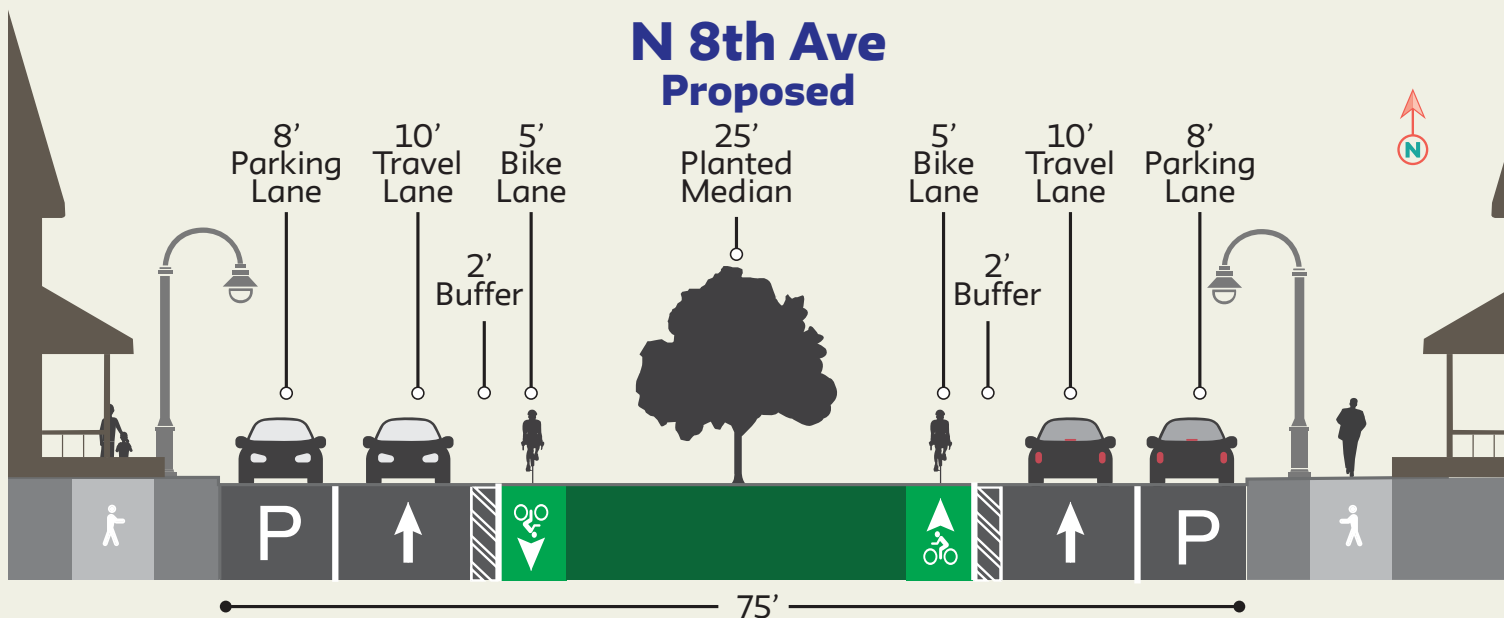 N 8th Ave
Proposed
8’
Parking
Lane
10’
Travel
Lane
5’
Bike
Lane
25’
Planted
Median
5’
Bike
Lane
10’
Travel
Lane
8’
Parking
Lane
N
2’
Buffer
2’
Buffer
P
P
75’